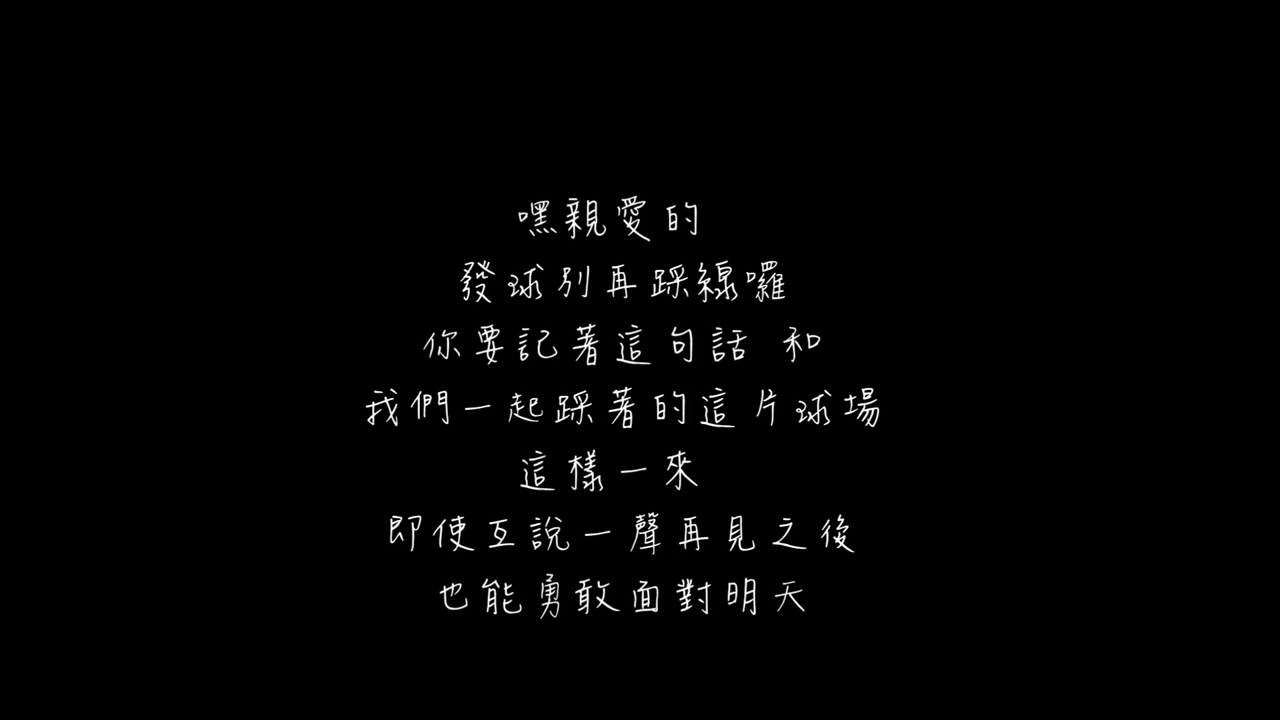 嘿親愛的
發球別再踩線囉
你要記著這句話 和
我們一起踩著的這片球場
這樣一來
即使互說一聲再見之後
也能勇敢面對明天